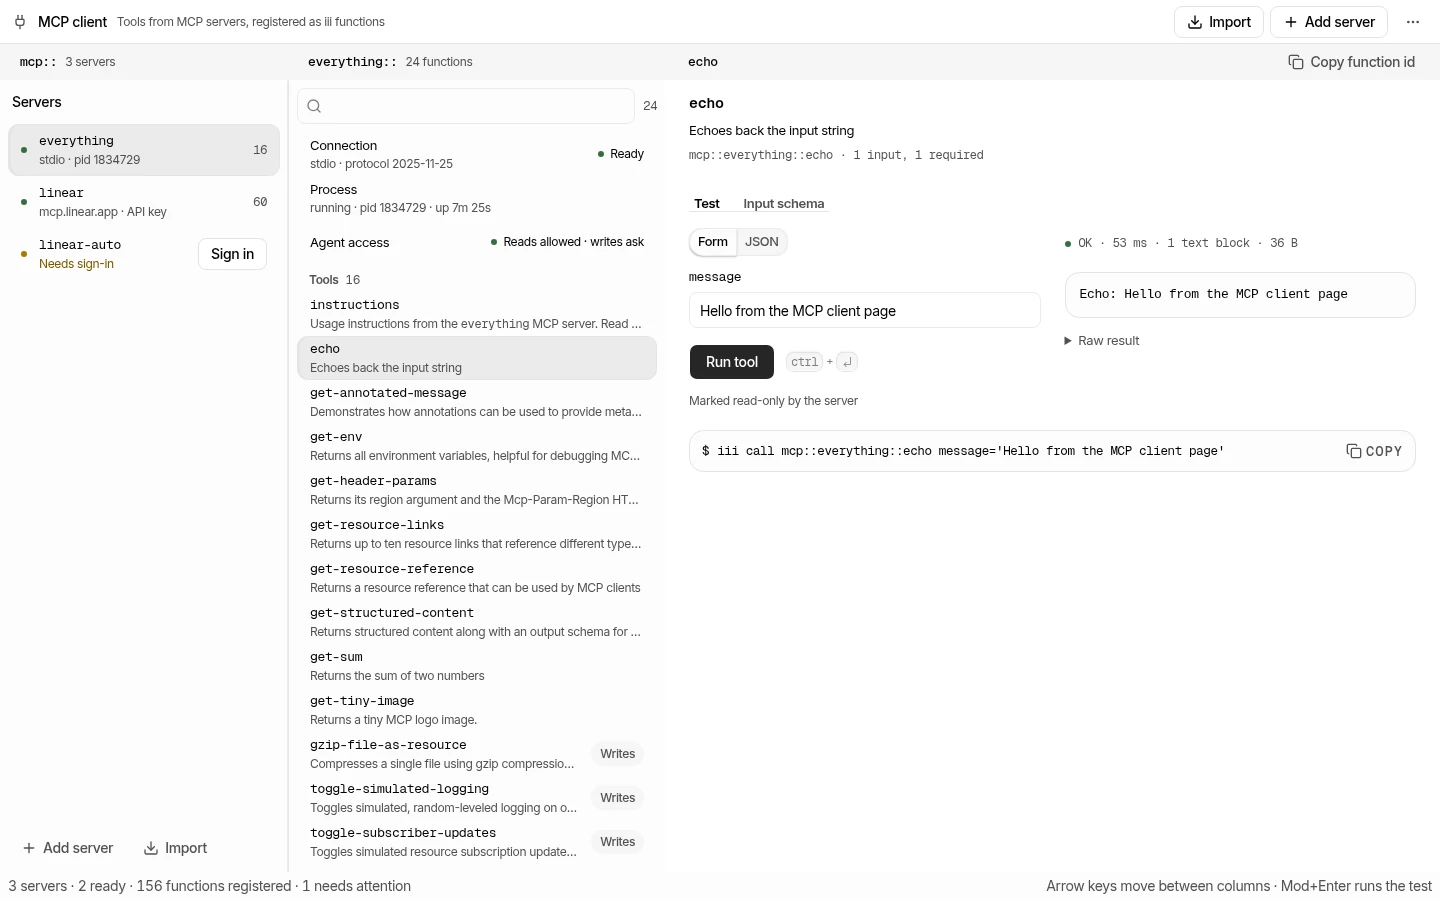 MCP client Tools from MCP servers, registered as iii functions
Import
Add server
mcp:: 3 servers
everything:: 24 functions
echo
Copy function id
Servers
everything
stdio · pid 1834729
16
linear
mcp.linear.app · API key
60
linear-auto
Needs sign-in
Sign in
Add server
Import
24
Connection
stdio · protocol 2025-11-25
Ready
Process
running · pid 1834729 · up 7m 25s
Agent access
Reads allowed · writes ask
Tools 16
instructions
Usage instructions from the everything MCP server. Read ...
echo
Echoes back the input string
get-annotated-message
Demonstrates how annotations can be used to provide meta...
get-env
Returns all environment variables, helpful for debugging MC...
get-header-params
Returns its region argument and the Mcp-Param-Region HT...
get-resource-links
Returns up to ten resource links that reference different type...
get-resource-reference
Returns a resource reference that can be used by MCP clients
get-structured-content
Returns structured content along with an output schema for ...
get-sum
Returns the sum of two numbers
get-tiny-image
Returns a tiny MCP logo image.
gzip-file-as-resource
Compresses a single file using gzip compressio...
Writes
toggle-simulated-logging
Toggles simulated, random-leveled logging on o...
Writes
toggle-subscriber-updates
Toggles simulated resource subscription update...
Writes
echo
Echoes back the input string
mcp::everything::echo · 1 input, 1 required
Test
Input schema
Form
JSON
message
Hello from the MCP client page
Run tool
ctrl + ↵
Marked read-only by the server
OK · 53 ms · 1 text block · 36 B
Echo: Hello from the MCP client page
Raw result
$ iii call mcp::everything::echo message='Hello from the MCP client page'
COPY
3 servers · 2 ready · 156 functions registered · 1 needs attention
Arrow keys move between columns · Mod+Enter runs the test